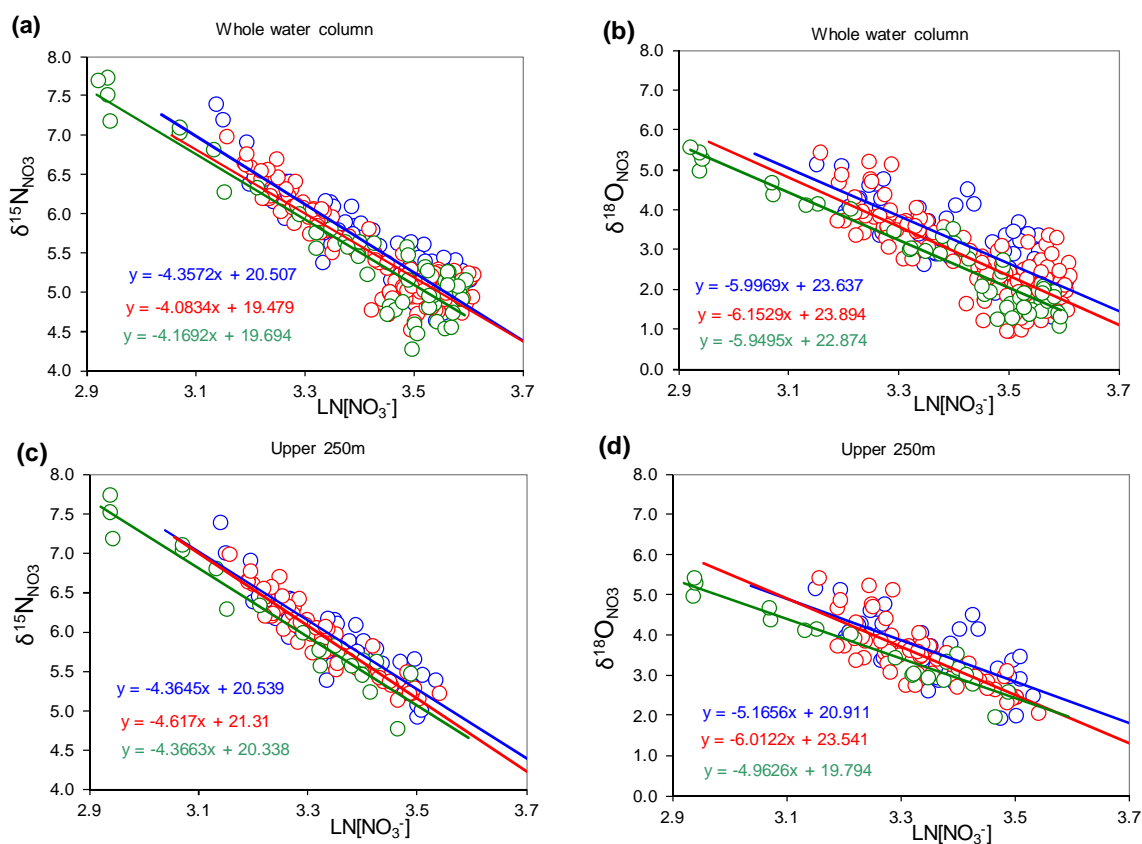 (a)
Whole water column
δ¹⁵N_NO3
8.0
7.5
7.0
6.5
6.0
5.5
5.0
4.5
4.0
y = -4.3572x + 20.507
y = -4.0834x + 19.479
y = -4.1692x + 19.694
2.9 3.1 3.3 3.5 3.7
LN[NO₃⁻]
(b)
Whole water column
δ¹⁸O_NO3
8.0
7.0
6.0
5.0
4.0
3.0
2.0
1.0
0.0
y = -5.9969x + 23.637
y = -6.1529x + 23.894
y = -5.9495x + 22.874
2.9 3.1 3.3 3.5 3.7
LN[NO₃⁻]
(c)
Upper 250m
δ¹⁵N_NO3
8.0
7.5
7.0
6.5
6.0
5.5
5.0
4.5
4.0
y = -4.3645x + 20.539
y = -4.617x + 21.31
y = -4.3663x + 20.338
2.9 3.1 3.3 3.5 3.7
LN[NO₃⁻]
(d)
Upper 250m
δ¹⁸O_NO3
8.0
7.0
6.0
5.0
4.0
3.0
2.0
1.0
0.0
y = -5.1656x + 20.911
y = -6.0122x + 23.541
y = -4.9626x + 19.794
2.9 3.1 3.3 3.5 3.7
LN[NO₃⁻]